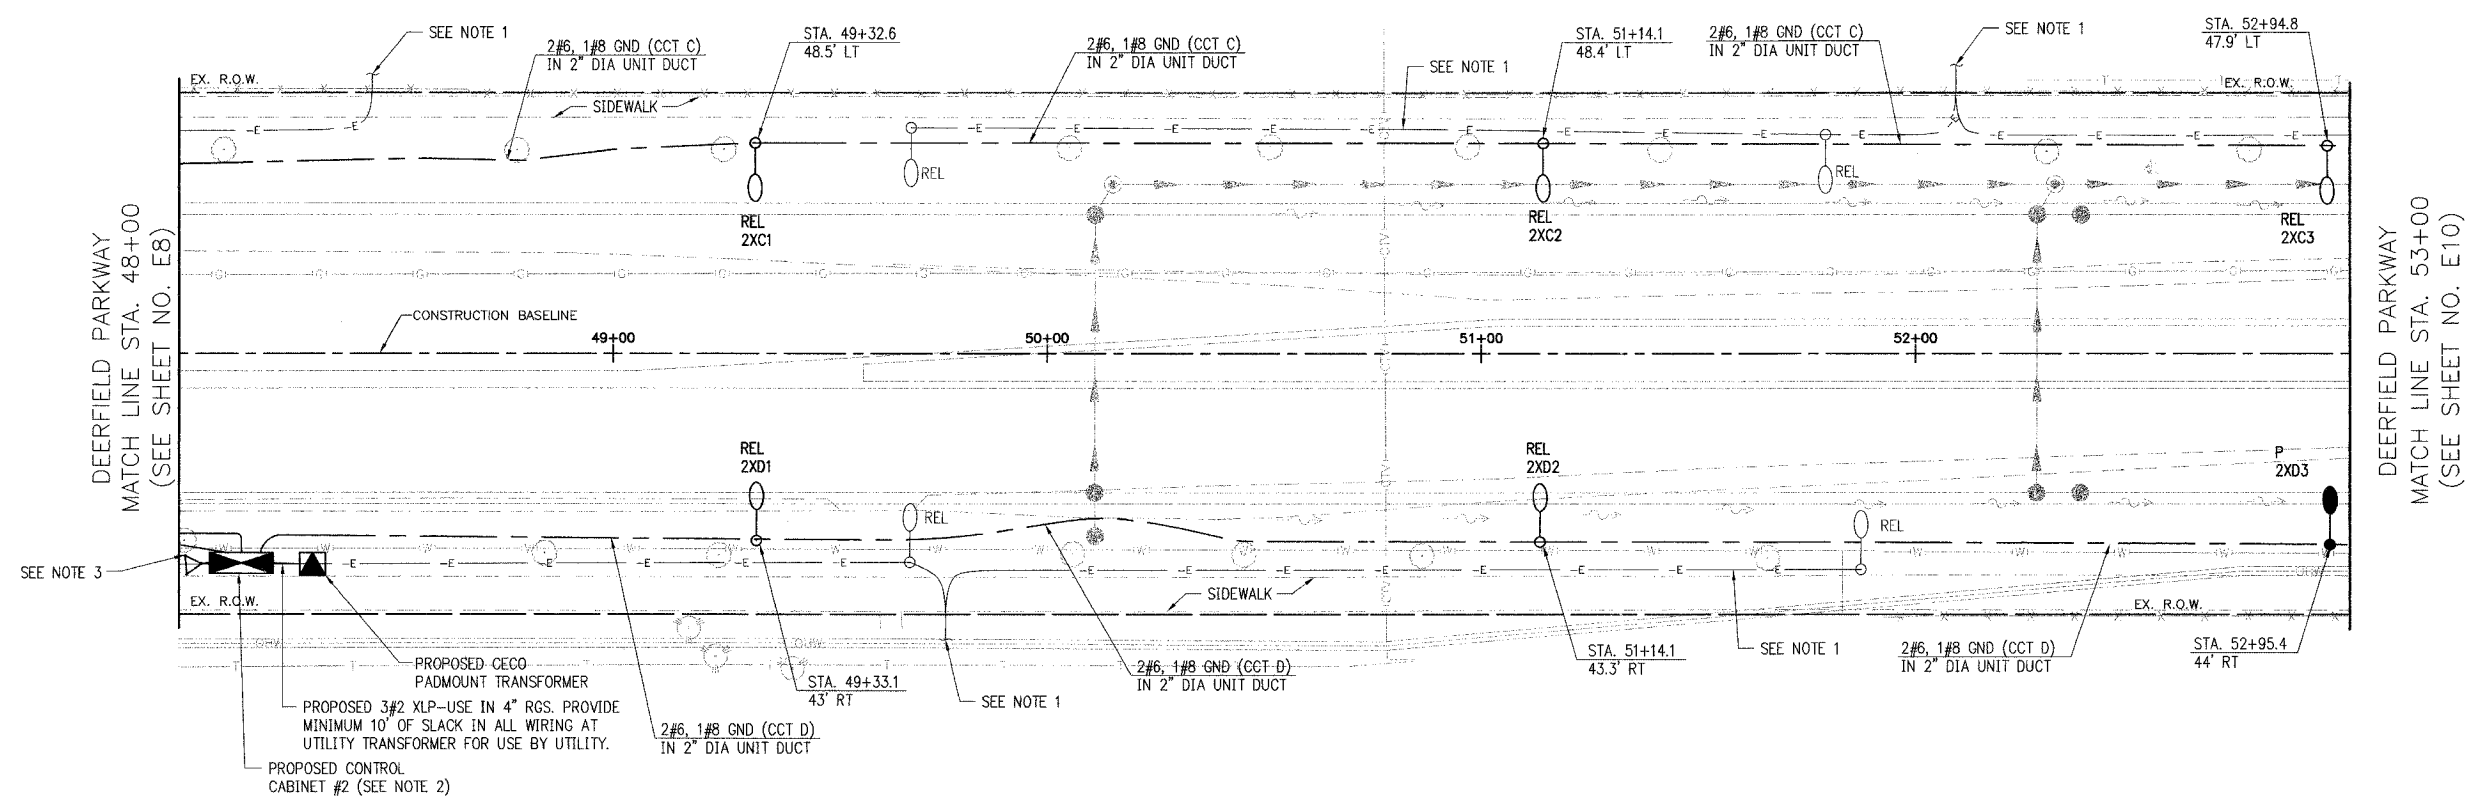 SEE NOTE 1
2#6, 1#8 GND (CCT C)
IN 2" DIA UNIT DUCT
STA. 49+32.6
48.5' LT
2#6, 1#8 GND (CCT C)
IN 2" DIA UNIT DUCT
SEE NOTE 1
STA. 51+14.1
48.4' LT
2#6, 1#8 GND (CCT C)
IN 2" DIA UNIT DUCT
SEE NOTE 1
STA. 52+94.8
47.9' LT
EX. R.O.W.
SIDEWALK
EX. R.O.W.
REL
REL
REL
2XC1
REL
2XC2
REL
2XC3
DEERFIELD PARKWAY
MATCH LINE STA. 48+00
(SEE SHEET NO. E8)
DEERFIELD PARKWAY
MATCH LINE STA. 53+00
(SEE SHEET NO. E10)
CONSTRUCTION BASELINE
49+00
50+00
51+00
52+00
REL
2XD1
REL
2XD2
P
2XD3
REL
REL
SEE NOTE 3
EX. R.O.W.
SIDEWALK
EX. R.O.W.
PROPOSED CECO
PADMOUNT TRANSFORMER
PROPOSED 3#2 XLP-USE IN 4" RGS. PROVIDE
MINIMUM 10' OF SLACK IN ALL WIRING AT
UTILITY TRANSFORMER FOR USE BY UTILITY.
PROPOSED CONTROL
CABINET #2 (SEE NOTE 2)
2#6, 1#8 GND (CCT D)
IN 2" DIA UNIT DUCT
STA. 49+33.1
43' RT
SEE NOTE 1
2#6, 1#8 GND (CCT D)
IN 2" DIA UNIT DUCT
STA. 51+14.1
43.3' RT
SEE NOTE 1
2#6, 1#8 GND (CCT D)
IN 2" DIA UNIT DUCT
STA. 52+95.4
44' RT